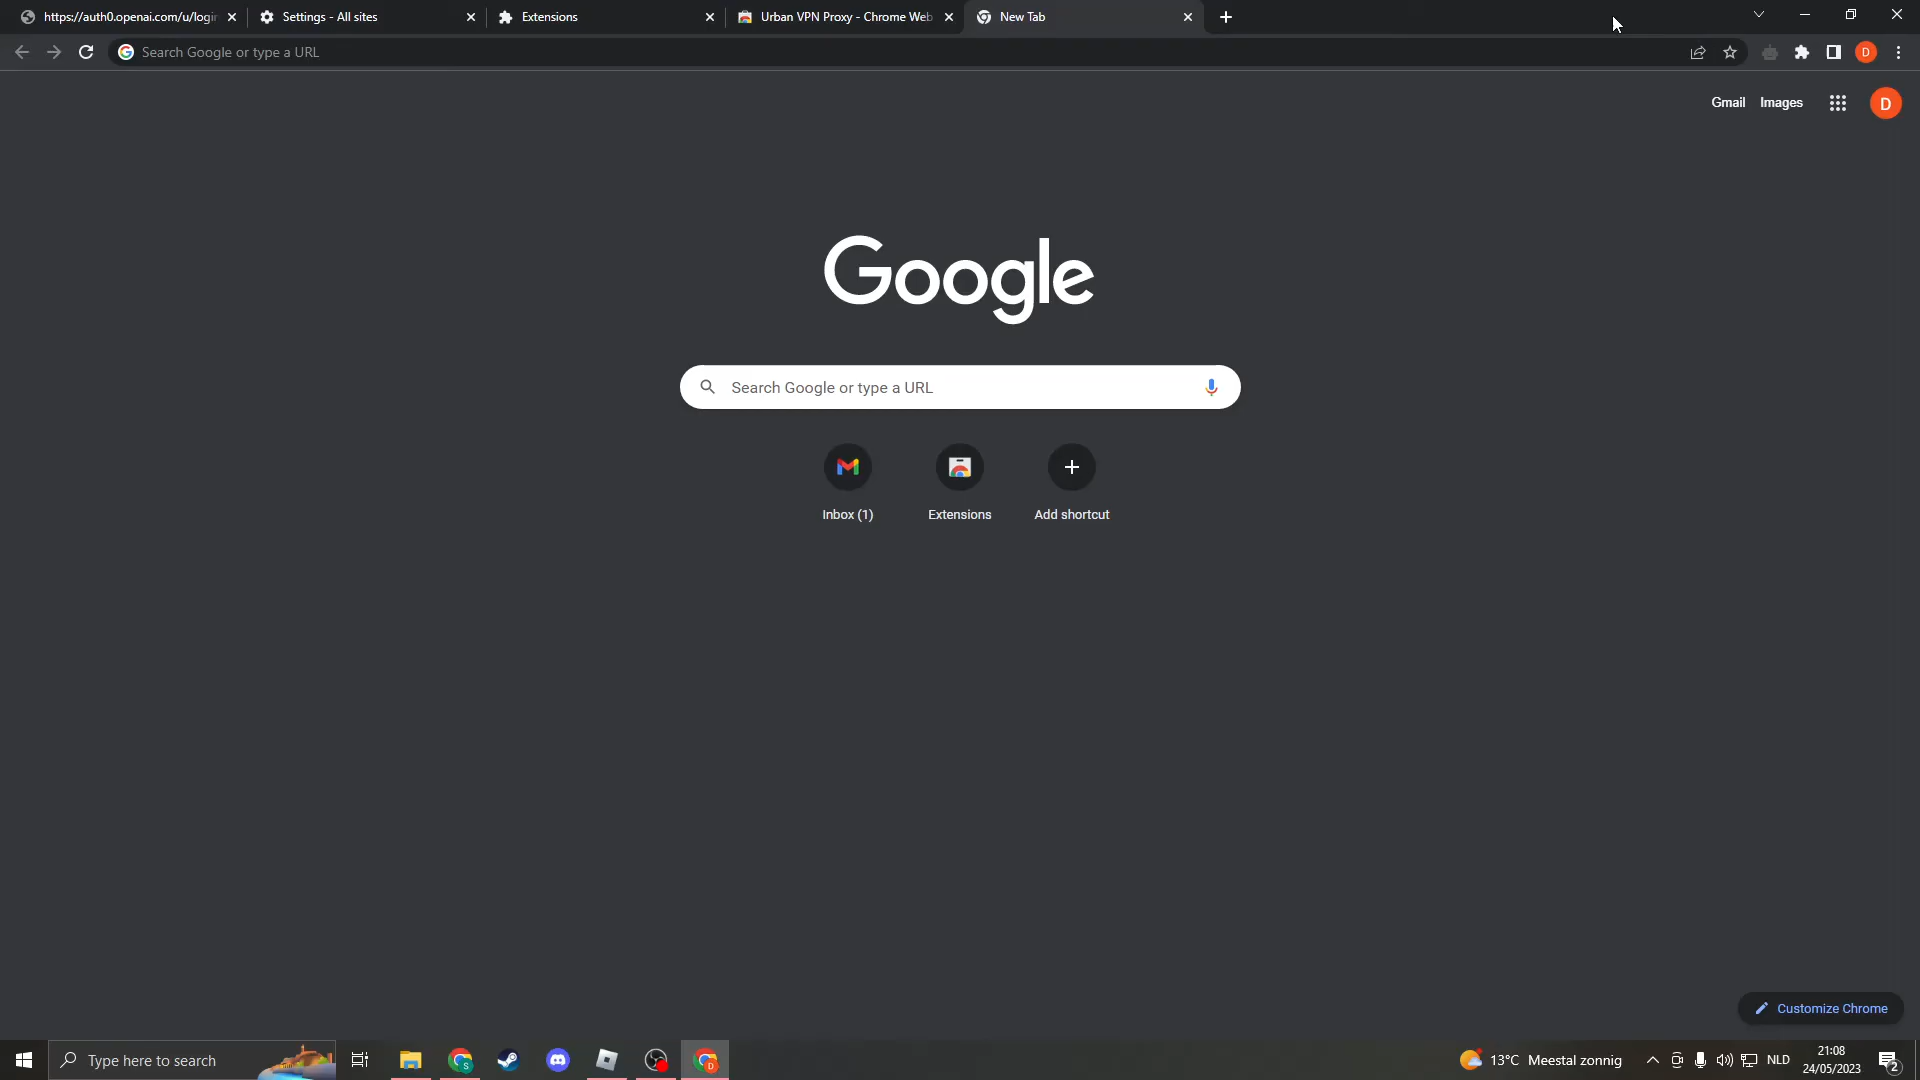 https://auth0.openai.com/u/login
Settings - All sites
Extensions
Urban VPN Proxy - Chrome Web
New Tab
Search Google or type a URL
D
Gmail
Images
D
Google
Search Google or type a URL
Inbox (1)
Extensions
Add shortcut
Customize Chrome
Type here to search
S
D
13°C Meestal zonnig
NLD
21:08
24/05/2023
2